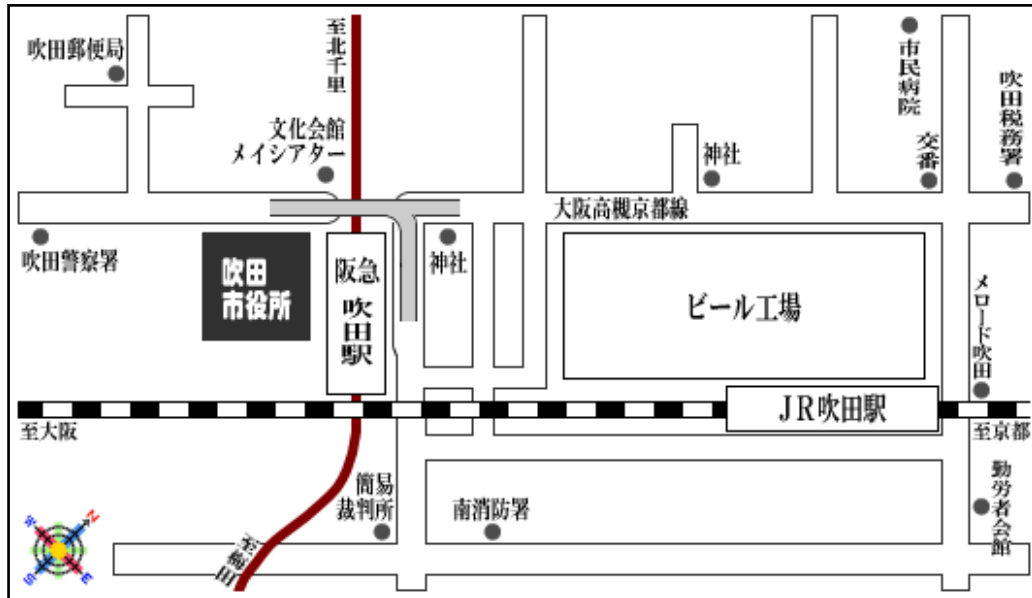 吹田郵便局
至北千里
市民病院
吹田税務署
文化会館
メイシアター
神社
交番
大阪高槻京都線
吹田警察署
吹田
市役所
阪急
吹田駅
神社
ビール工場
メロード吹田
JR吹田駅
至大阪
至京都
簡易
裁判所
南消防署
勤労者会館
至梅田
N
W
S
E